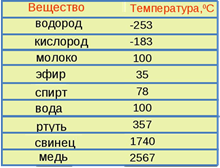 Вещество Температура,⁰С
водород -253
кислород -183
молоко 100
эфир 35
спирт 78
вода 100
ртуть 357
свинец 1740
медь 2567